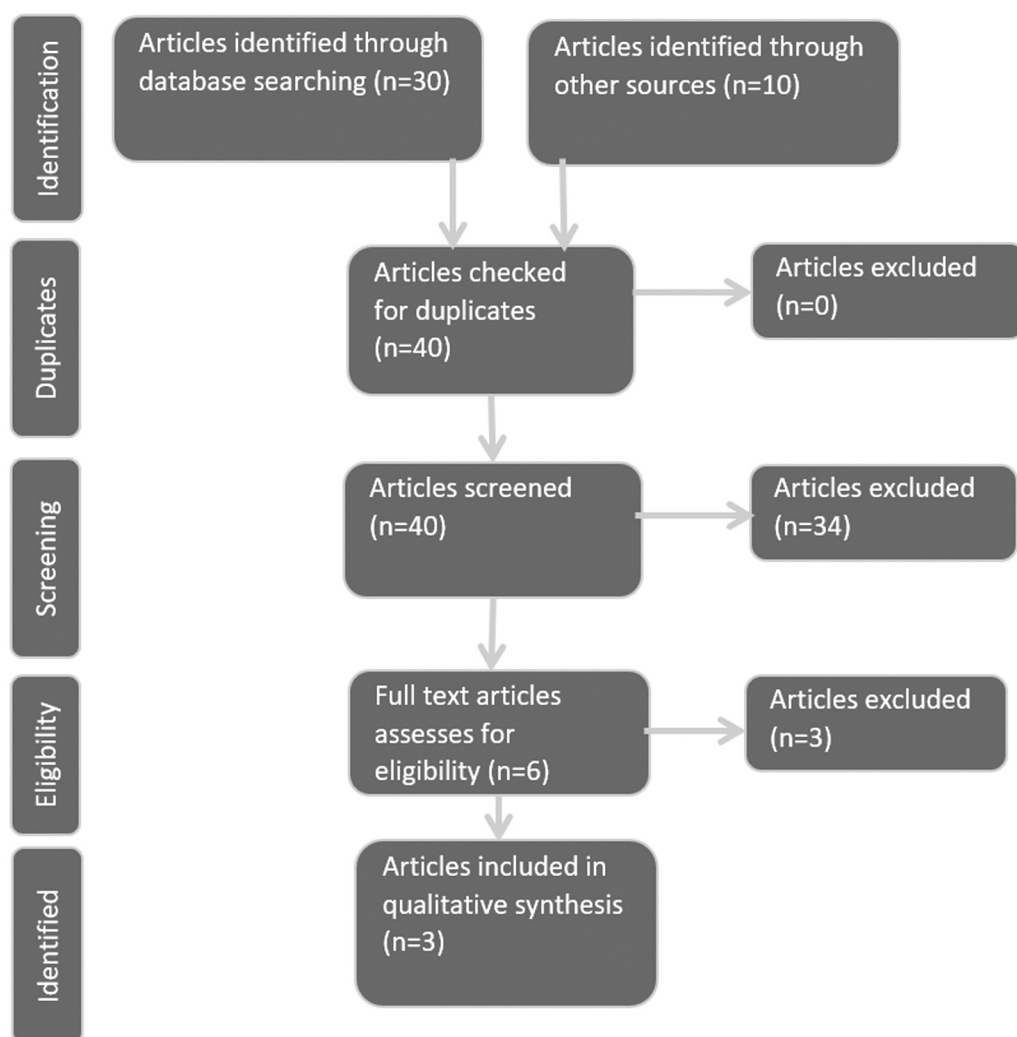 Identification
Articles identified through
database searching (n=30)
Articles identified through
other sources (n=10)
Duplicates
Articles checked
for duplicates
(n=40)
Articles excluded
(n=0)
Screening
Articles screened
(n=40)
Articles excluded
(n=34)
Eligibility
Full text articles
assesses for
eligibility (n=6)
Articles excluded
(n=3)
Identified
Articles included in
qualitative synthesis
(n=3)